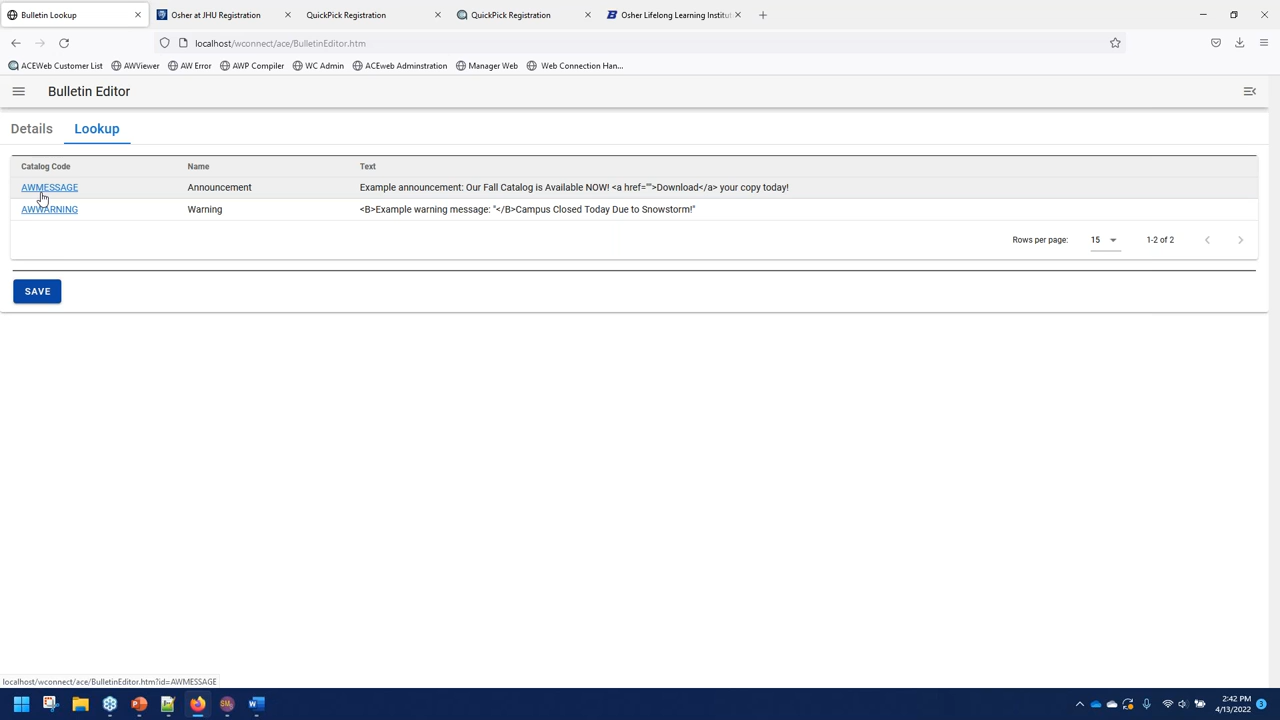 Bulletin Lookup
Osher at JHU Registration
QuickPick Registration
QuickPick Registration
Osher Lifelong Learning Institut
localhost/wconnect/ace/BulletinEditor.htm
ACEWeb Customer List
AWViewer
AW Error
AWP Compiler
WC Admin
ACEweb Adminstration
Manager Web
Web Connection Han...
Bulletin Editor
Details
Lookup
Catalog Code
Name
Text
AWMESSAGE
Announcement
Example announcement: Our Fall Catalog is Available NOW! <a href="">Download</a> your copy today!
AWWARNING
Warning
<B>Example warning message: "</B>Campus Closed Today Due to Snowstorm!"
Rows per page:
15
1-2 of 2
SAVE
localhost/wconnect/ace/BulletinEditor.htm?id=AWMESSAGE
2:42 PM
4/13/2022
3